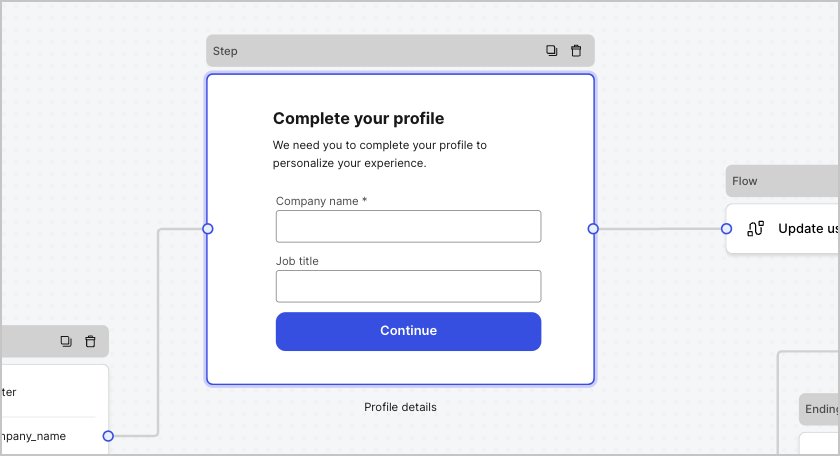 Step
Complete your profile
We need you to complete your profile to
personalize your experience.
Company name *
Job title
Continue
Profile details
Flow
Update us
ter
npany_name
Ending